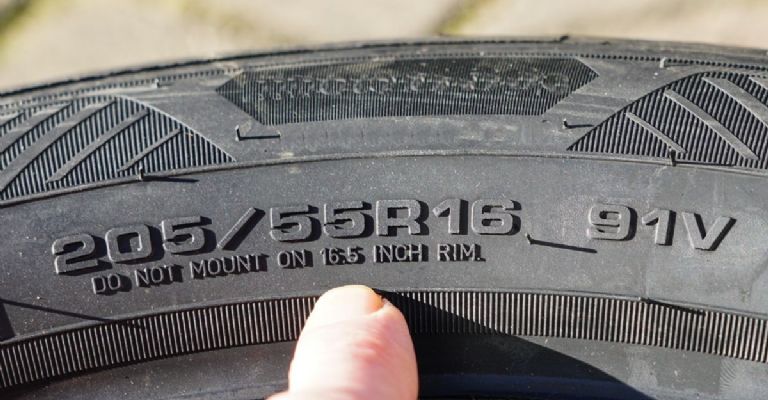 205/55R16 91V
DO NOT MOUNT ON 16.5 INCH RIM.